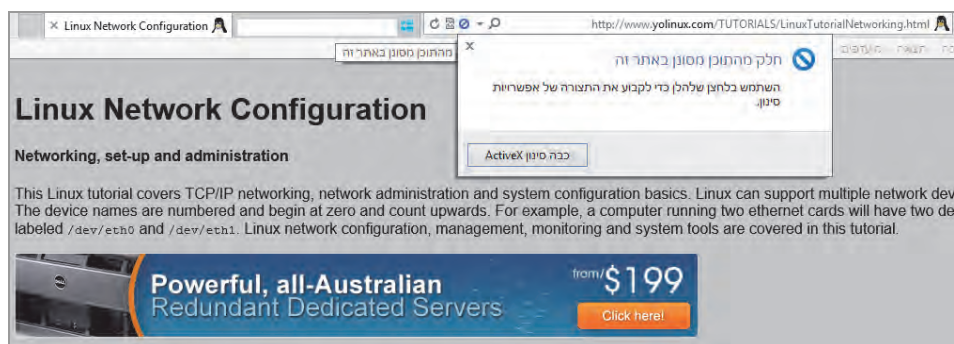 Linux Network Configuration
http://www.yolinux.com/TUTORIALS/LinuxTutorialNetworking.html
מהתוכן מסונן באתר זה
חלק מהתוכן מסונן באתר זה
השתמש בלחצן שלהלן כדי לקבוע את התצורה של אפשרויות
סינון.
כבה סינון ActiveX
Linux Network Configuration
Networking, set-up and administration
This Linux tutorial covers TCP/IP networking, network administration and system configuration basics. Linux can support multiple network dev
The device names are numbered and begin at zero and count upwards. For example, a computer running two ethernet cards will have two de
labeled /dev/eth0 and /dev/eth1. Linux network configuration, management, monitoring and system tools are covered in this tutorial.
Powerful, all-Australian
Redundant Dedicated Servers
from/$199
Click here!